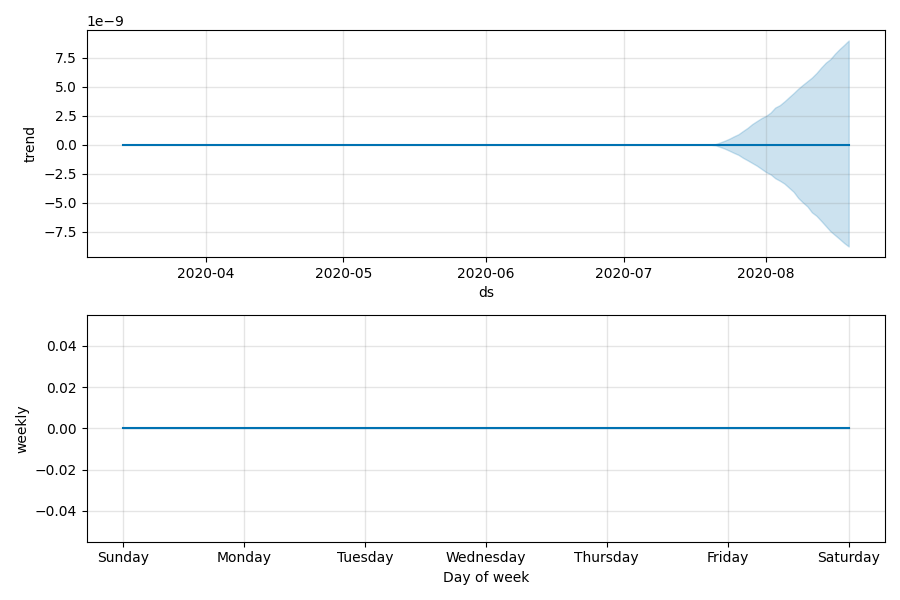 1e−9
7.5
5.0
2.5
0.0
−2.5
−5.0
−7.5
trend
2020-04 2020-05 2020-06 2020-07 2020-08
ds
0.04
0.02
0.00
−0.02
−0.04
weekly
Sunday Monday Tuesday Wednesday Thursday Friday Saturday
Day of week